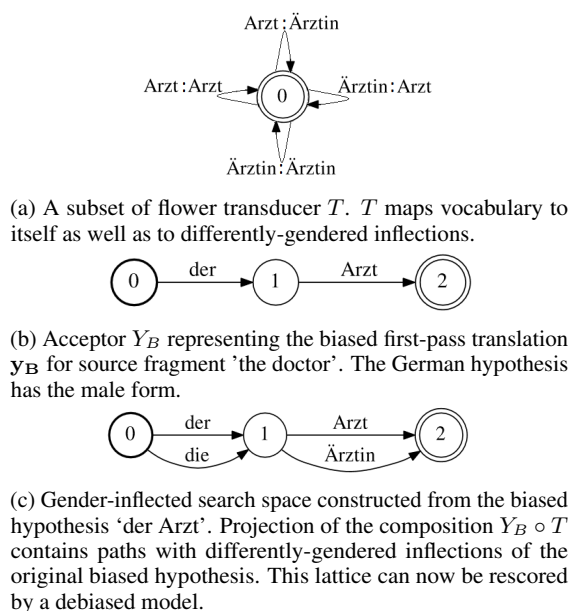 Arzt:Ärztin
Arzt:Arzt
Ärztin:Arzt
0
Ärztin:Ärztin
(a) A subset of flower transducer T. T maps vocabulary to
itself as well as to differently-gendered inflections.
0 der 1 Arzt 2
(b) Acceptor Y_B representing the biased first-pass translation
y_B for source fragment 'the doctor'. The German hypothesis
has the male form.
0 der 1 Arzt 2
die Ärztin
(c) Gender-inflected search space constructed from the biased
hypothesis ‘der Arzt’. Projection of the composition Y_B ∘ T
contains paths with differently-gendered inflections of the
original biased hypothesis. This lattice can now be rescored
by a debiased model.